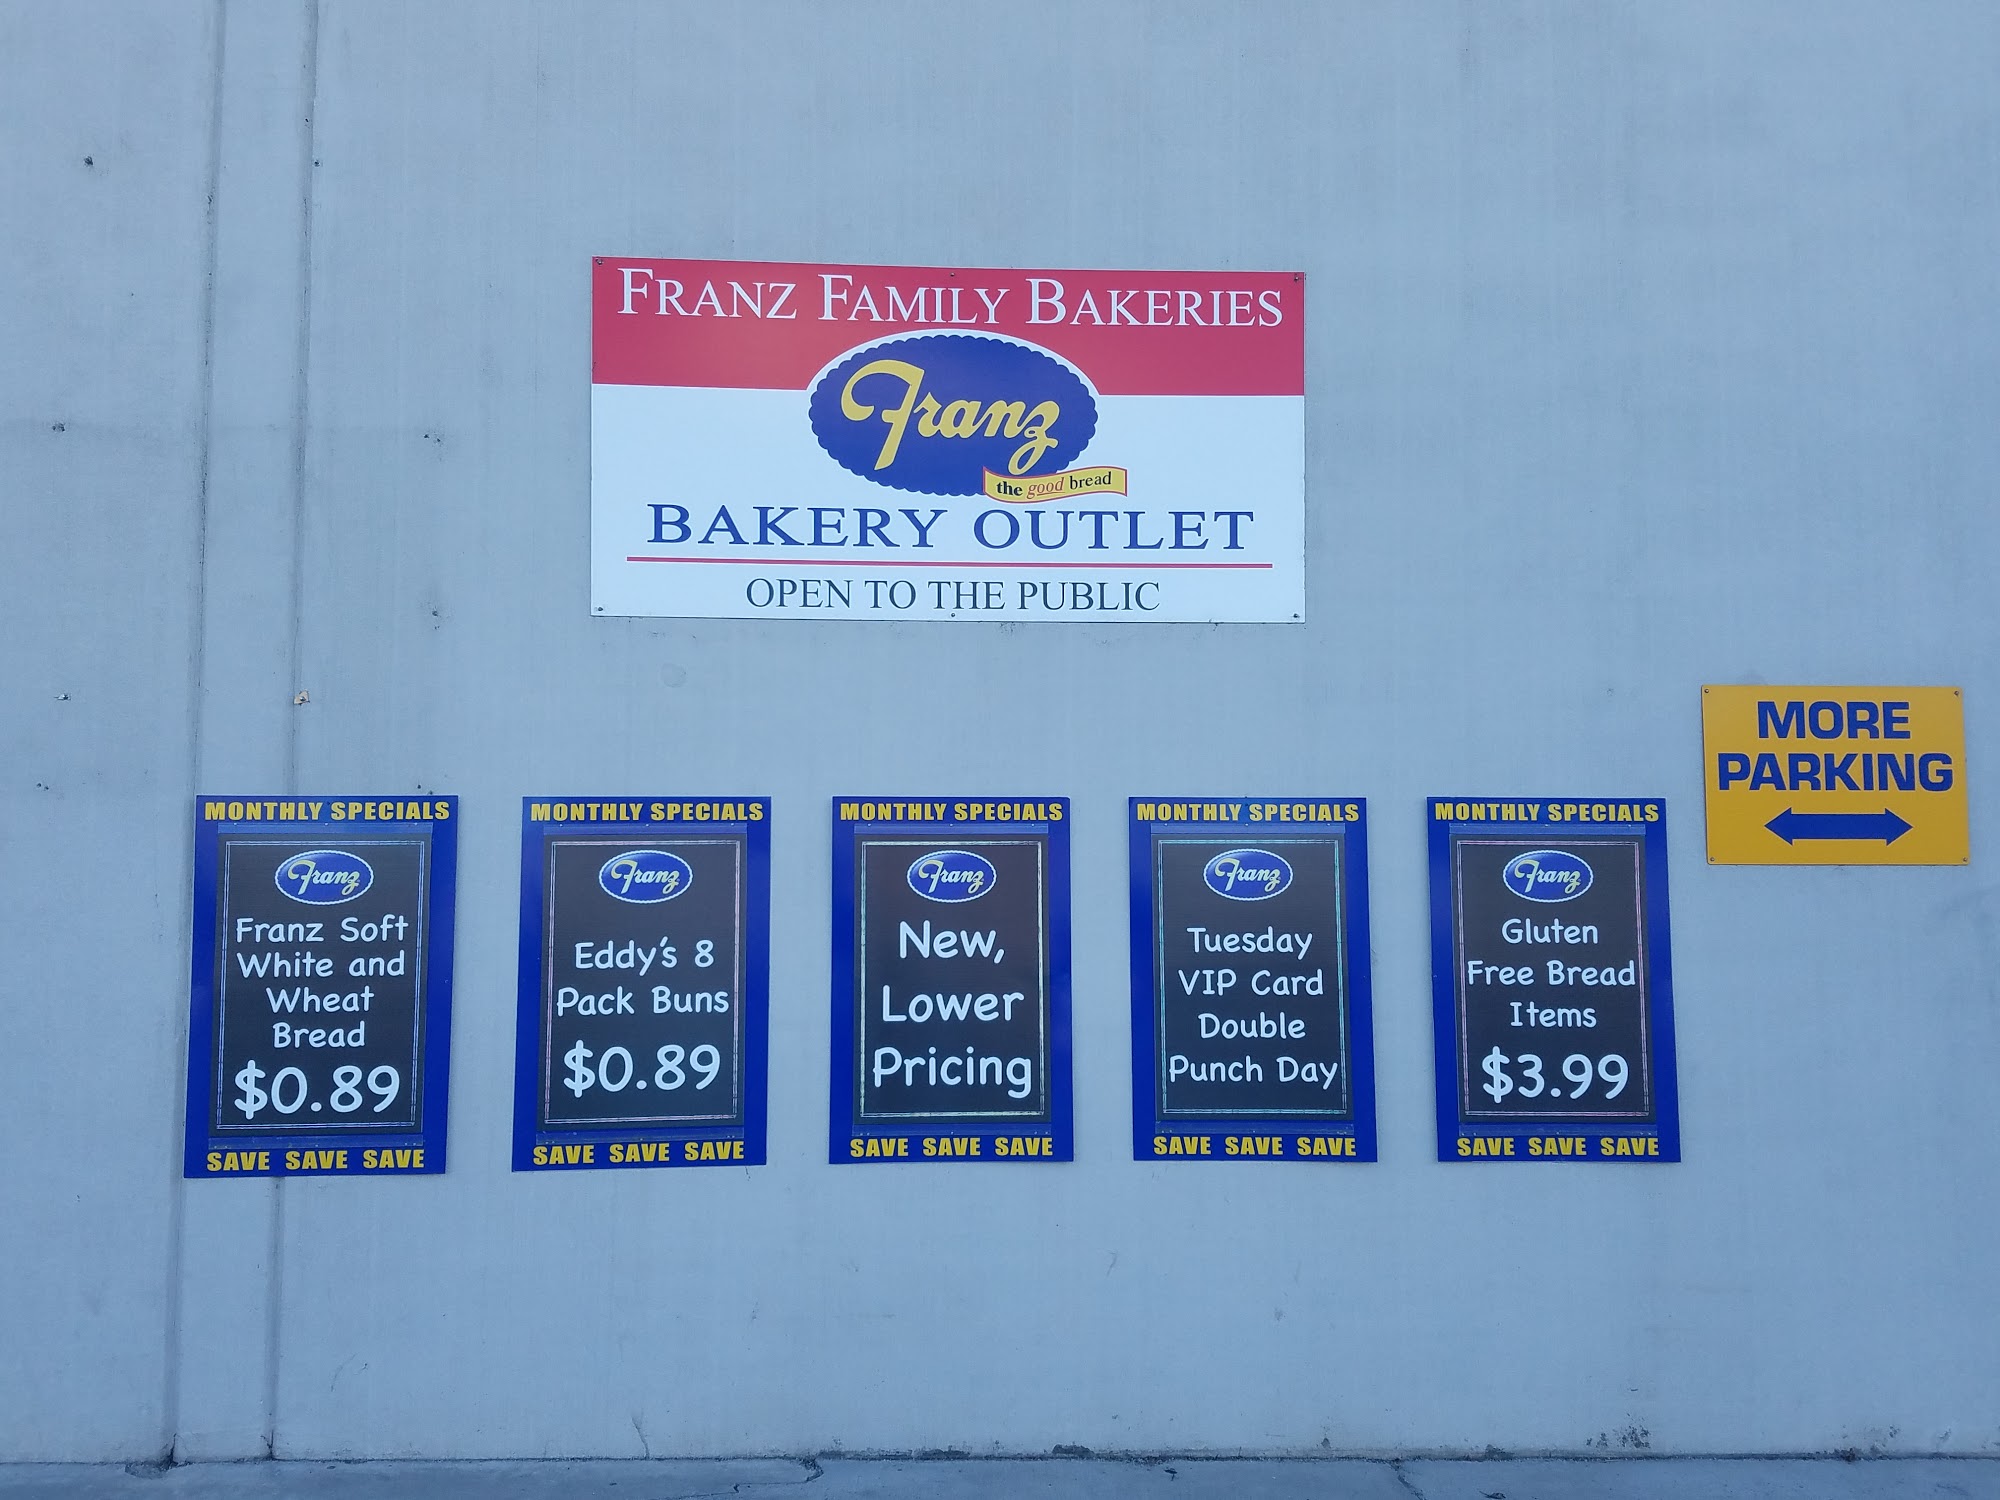 FRANZ FAMILY BAKERIES
Franz
the good bread
BAKERY OUTLET
OPEN TO THE PUBLIC
MORE
PARKING
MONTHLY SPECIALS
Franz
Franz Soft
White and
Wheat
Bread
$0.89
SAVE SAVE SAVE
MONTHLY SPECIALS
Franz
Eddy's 8
Pack Buns
$0.89
SAVE SAVE SAVE
MONTHLY SPECIALS
Franz
New,
Lower
Pricing
SAVE SAVE SAVE
MONTHLY SPECIALS
Franz
Tuesday
VIP Card
Double
Punch Day
SAVE SAVE SAVE
MONTHLY SPECIALS
Franz
Gluten
Free Bread
Items
$3.99
SAVE SAVE SAVE